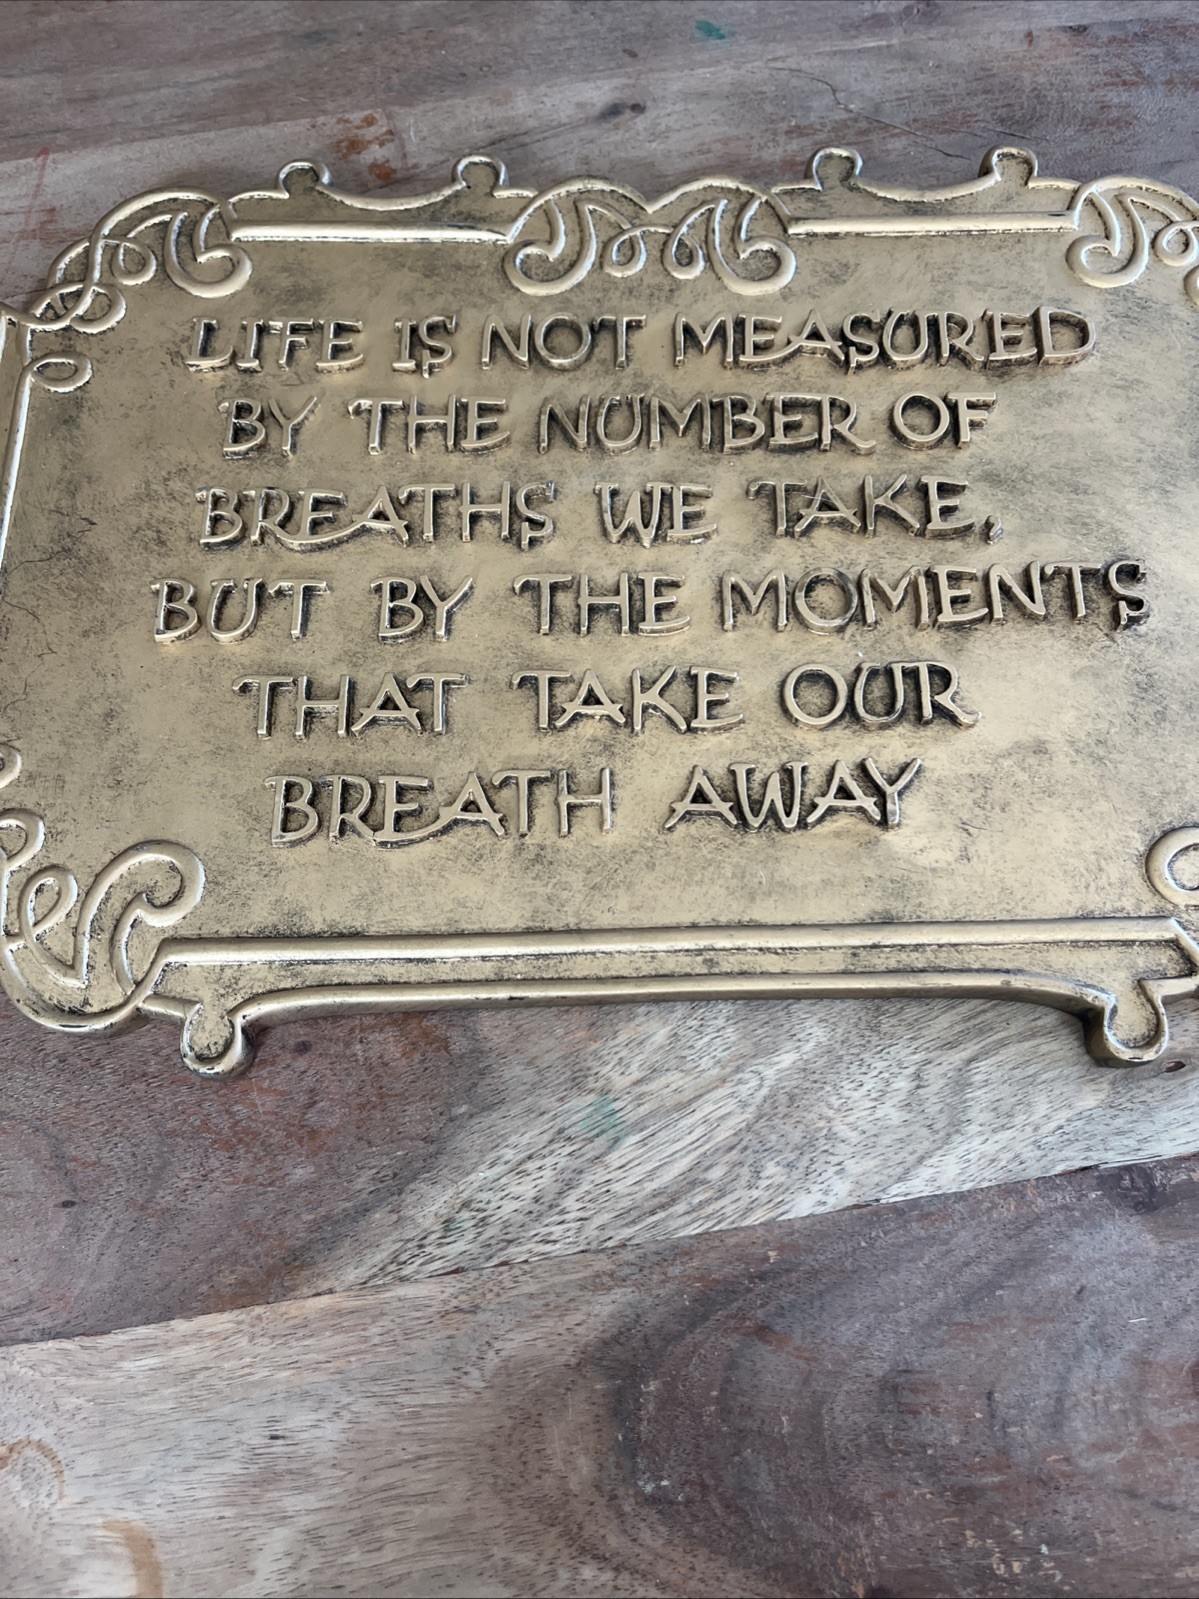 LIFE IS NOT MEASURED
BY THE NUMBER OF
BREATHS WE TAKE,
BUT BY THE MOMENTS
THAT TAKE OUR
BREATH AWAY